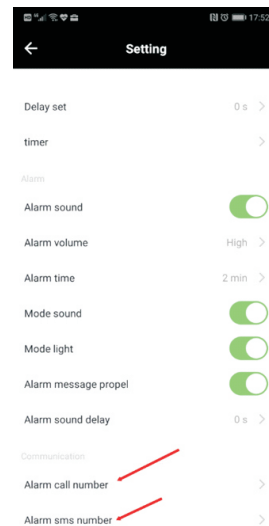 17:52
Setting
Delay set 0 s
timer
Alarm
Alarm sound
Alarm volume High
Alarm time 2 min
Mode sound
Mode light
Alarm message propel
Alarm sound delay 0 s
Communication
Alarm call number
Alarm sms number